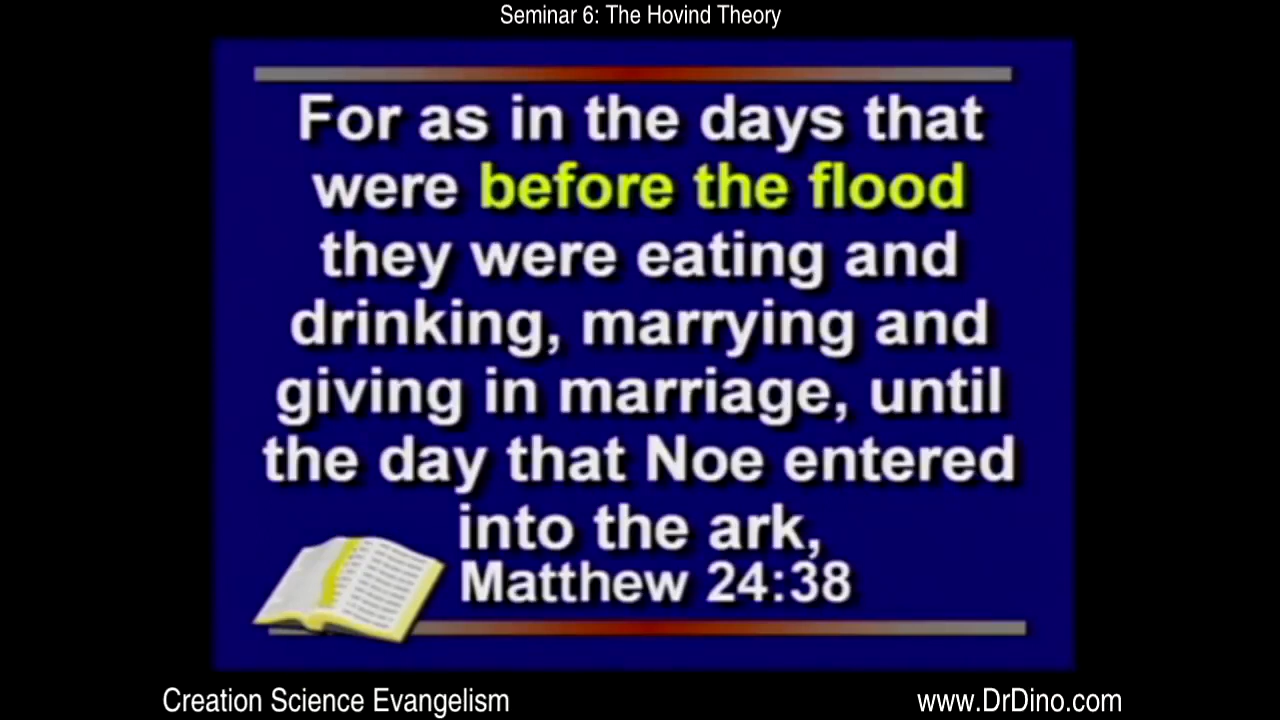 Seminar 6: The Hovind Theory
For as in the days that
were before the flood
they were eating and
drinking, marrying and
giving in marriage, until
the day that Noe entered
into the ark,
Matthew 24:38
Creation Science Evangelism
www.DrDino.com